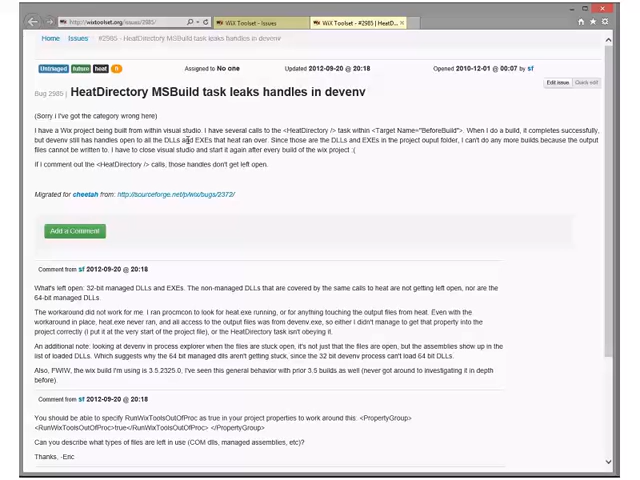 http://wixtoolset.org/issues/2985/
WiX Toolset - Issues
WiX Toolset - #2985 | HeatD...
Home Issues #2985 - HeatDirectory MSBuild task leaks handles in devenv
Untriaged future heat
Assigned to No one
Updated 2012-09-20 @ 20:18
Opened 2010-12-01 @ 00:07 by sf
Edit issue Quick edit
Bug 2985 | HeatDirectory MSBuild task leaks handles in devenv
(Sorry i I've got the category wrong here)
I have a Wix project being built from within visual studio. I have several calls to the <HeatDirectory /> task within <Target Name="BeforeBuild">. When I do a build, it completes successfully,
but devenv still has handles open to all the DLLs and EXEs that heat ran over. Since those are the DLLs and EXEs in the project ouput folder, I can't do any more builds because the output
files cannot be written to. I have to close visual studio and start it again after every build of the wix project :(
If I comment out the <HeatDirectory /> calls, those handles don't get left open.
Migrated for cheetah from: http://sourceforge.net/p/wix/bugs/2372/
Add a Comment
Comment from sf 2012-09-20 @ 20:18
What's left open: 32-bit managed DLLs and EXEs. The non-managed DLLs that are covered by the same calls to heat are not getting left open, nor are the
64-bit managed DLLs.
The workaround did not work for me. I ran procmon to look for heat.exe running, or for anything touching the output files from heat. Even with the
workaround in place, heat.exe never ran, and all access to the output files was from devenv.exe, so either I didn't manage to get that property into the
project correctly (I put it at the very start of the project file), or the HeatDirectory task isn't obeying it.
An additional note: looking at devenv in process explorer when the files are stuck open, it's not just that the files are open, but the assemblies show up in the
list of loaded DLLs. Which suggests why the 64 bit managed dlls aren't getting stuck, since the 32 bit devenv process can't load 64 bit DLLs.
Also, FWIW, the wix build I'm using is 3.5.2325.0, I've seen this general behavior with prior 3.5 builds as well (never got around to investigating it in depth
before).
Comment from sf 2012-09-20 @ 20:18
You should be able to specify RunWixToolsOutOfProc as true in your project properties to work around this: <PropertyGroup>
<RunWixToolsOutOfProc>true</RunWixToolsOutOfProc> </PropertyGroup>
Can you describe what types of files are left in use (COM dlls, managed assemblies, etc)?
Thanks, -Eric